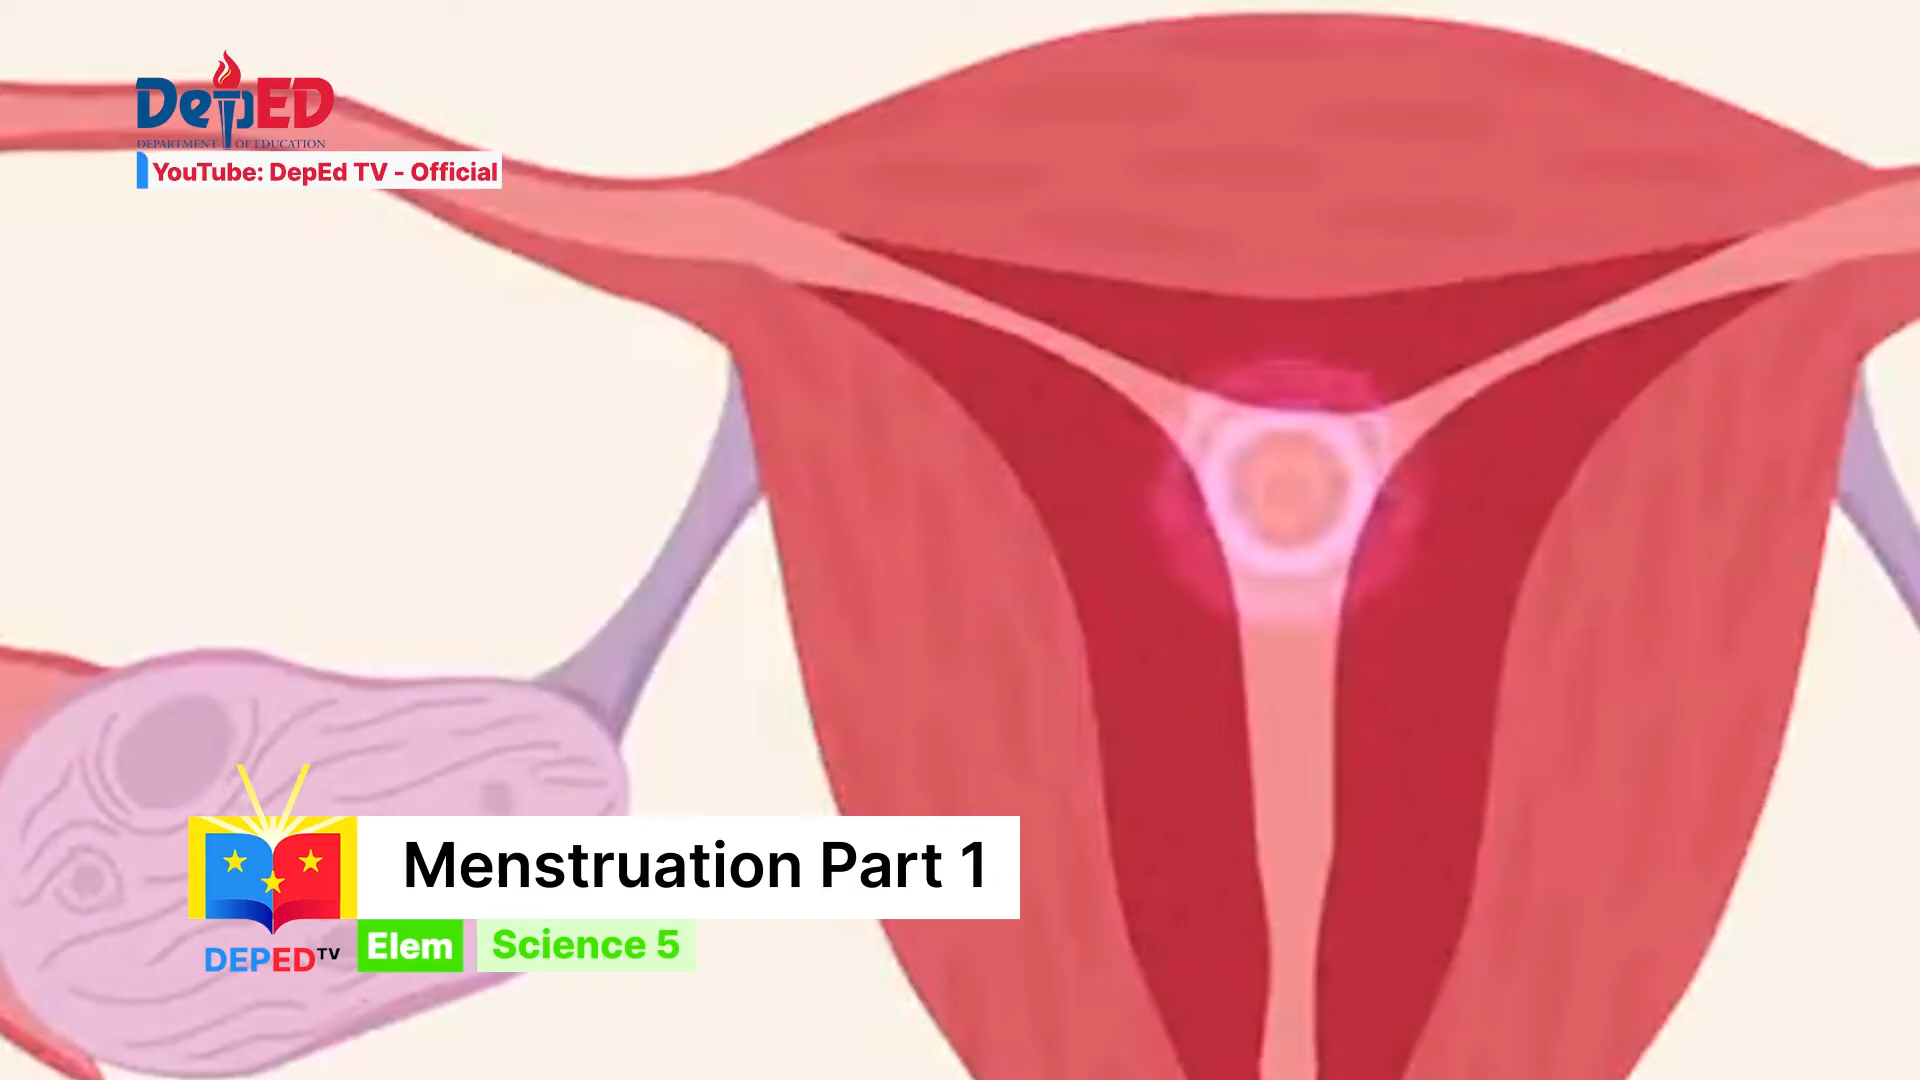 DepED
DEPARTMENT OF EDUCATION
YouTube: DepEd TV - Official
Menstruation Part 1
Elem Science 5
DEPED TV